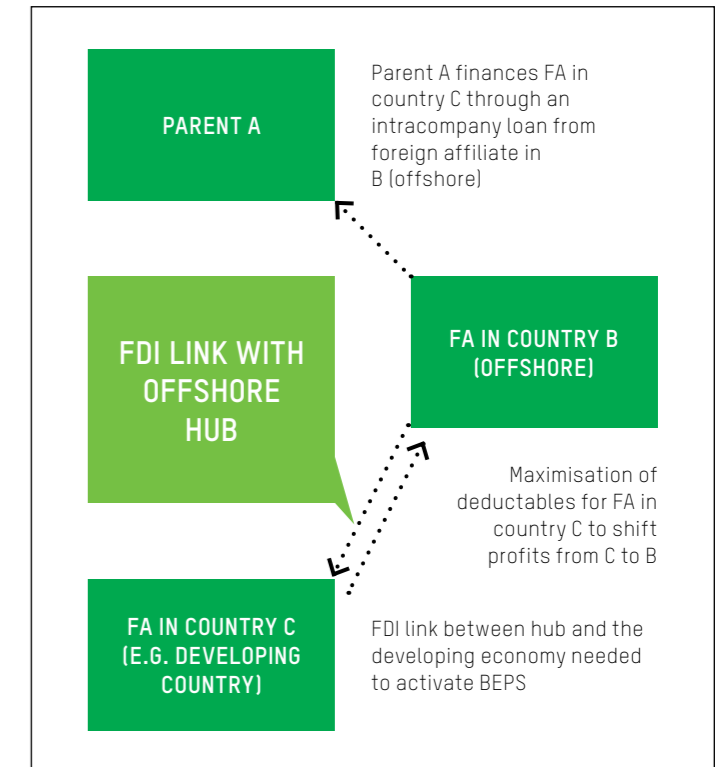 PARENT A
Parent A finances FA in
country C through an
intracompany loan from
foreign affiliate in
B (offshore)
FDI LINK WITH
OFFSHORE
HUB
FA IN COUNTRY B
(OFFSHORE)
Maximisation of
deductables for FA in
country C to shift
profits from C to B
FA IN COUNTRY C
(E.G. DEVELOPING
COUNTRY)
FDI link between hub and the
developing economy needed
to activate BEPS